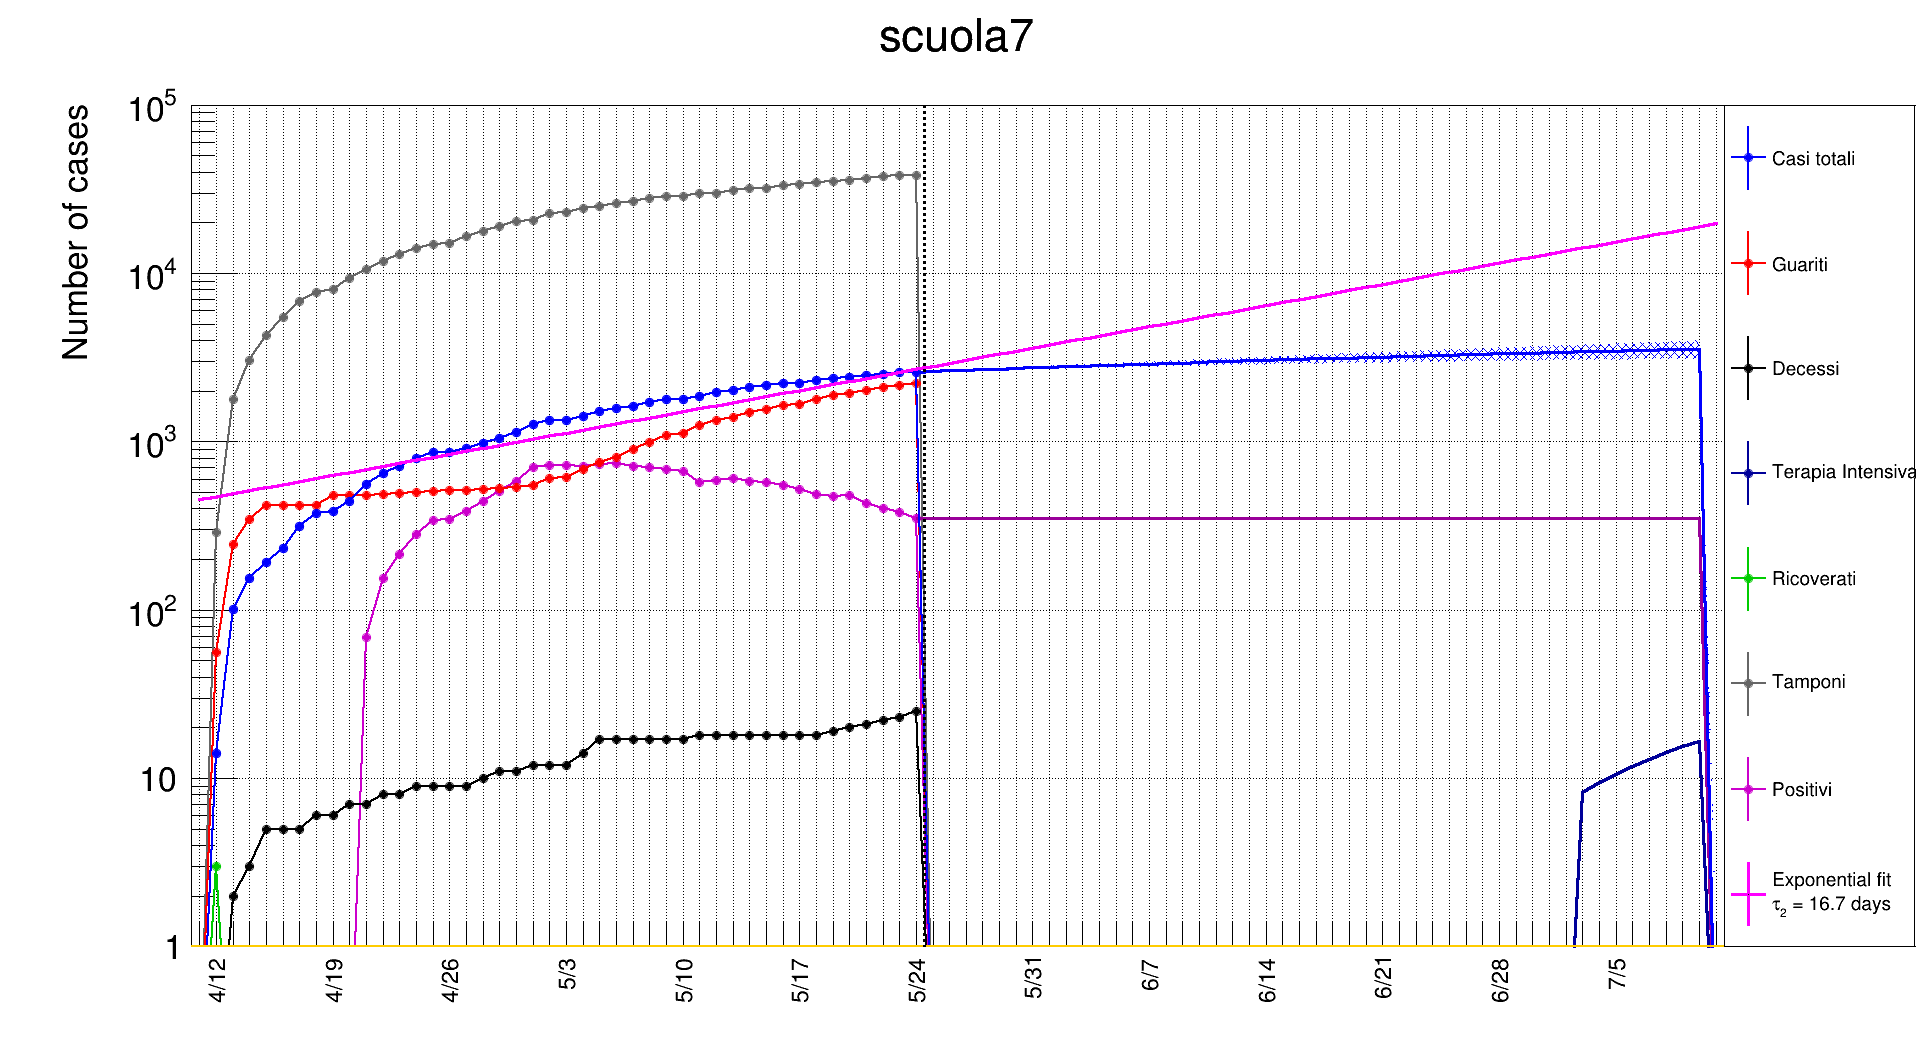 scuola7
Number of cases
10^5
10^4
10^3
10^2
10
1
4/12 4/19 4/26 5/3 5/10 5/17 5/24 5/31 6/7 6/14 6/21 6/28 7/5
Casi totali
Guariti
Decessi
Terapia Intensiva
Ricoverati
Tamponi
Positivi
Exponential fit
τ₂ = 16.7 days